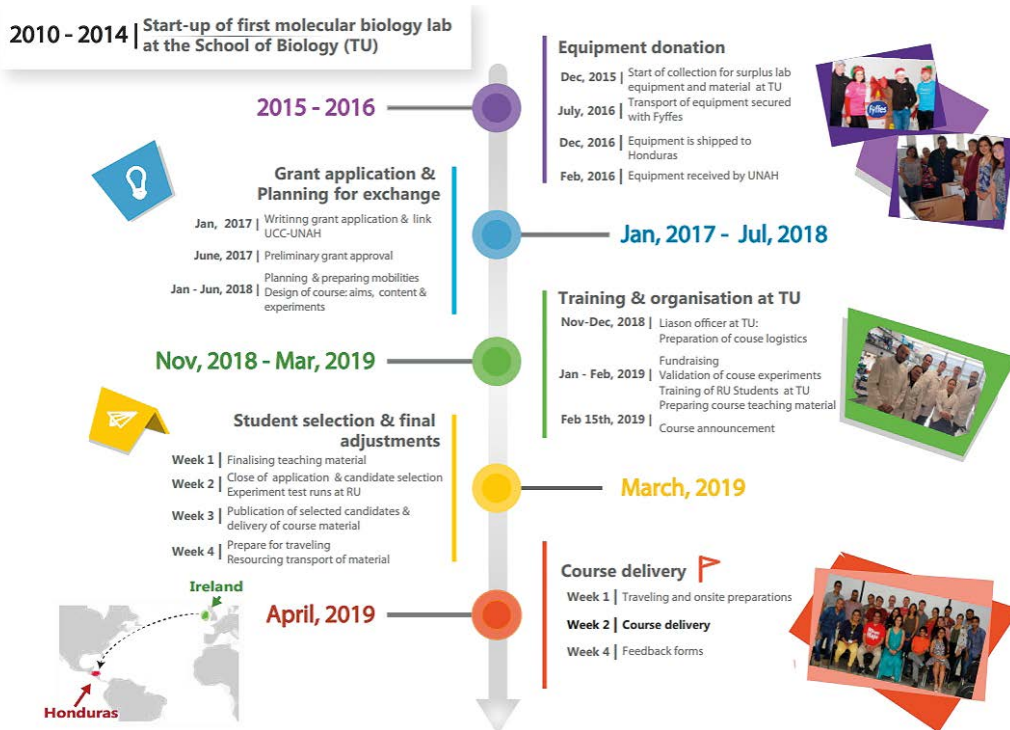 2010 - 2014
Start-up of first molecular biology lab
at the School of Biology (TU)
2015 - 2016
Equipment donation
Dec, 2015 | Start of collection for surplus lab
equipment and material at TU
July, 2016 | Transport of equipment secured
with Fyffes
Dec, 2016 | Equipment is shipped to
Honduras
Feb, 2016 | Equipment received by UNAH
Fyffes
Grant application &
Planning for exchange
Jan, 2017 | Writinng grant application & link
UCC-UNAH
June, 2017 | Preliminary grant approval
Jan - Jun, 2018 | Planning & preparing mobilities
Design of course: aims, content &
experiments
Jan, 2017 - Jul, 2018
Training & organisation at TU
Nov-Dec, 2018 | Liason officer at TU:
Preparation of couse logistics
Fundraising
Jan - Feb, 2019 | Validation of couse experiments
Training of RU Students at TU
Preparing course teaching material
Feb 15th, 2019 |
Course announcement
Nov, 2018 - Mar, 2019
Student selection & final
adjustments
Week 1 | Finalising teaching material
Week 2 | Close of application & candidate selection
Experiment test runs at RU
Week 3 | Publication of selected candidates &
delivery of course material
Week 4 | Prepare for traveling
Resourcing transport of material
March, 2019
Course delivery
Week 1 | Traveling and onsite preparations
Week 2 | Course delivery
Week 4 | Feedback forms
April, 2019
Ireland
Honduras